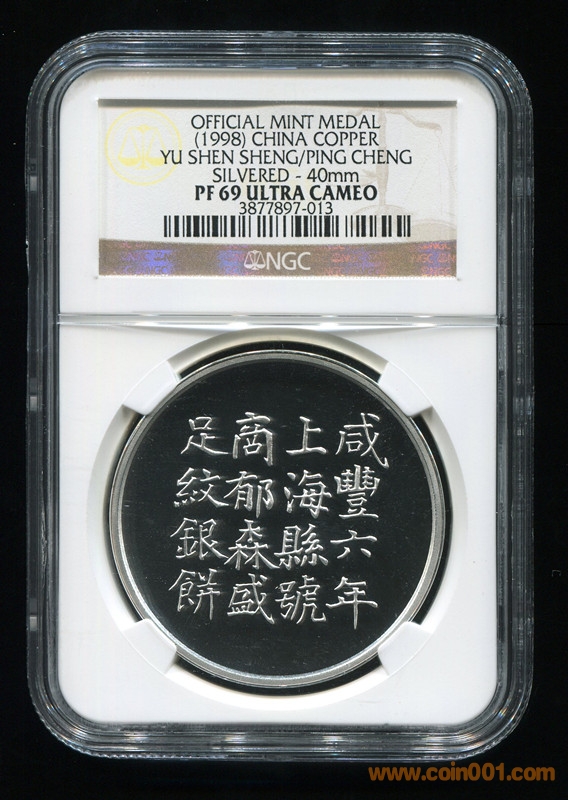 OFFICIAL MINT MEDAL
(1998) CHINA COPPER
YU SHEN SHENG/PING CHENG
SILVERED - 40mm
PF 69 ULTRA CAMEO
3877897-013
NGC
咸豐六年
上海縣號
商郁森盛
足紋銀餅
www.coin001.com